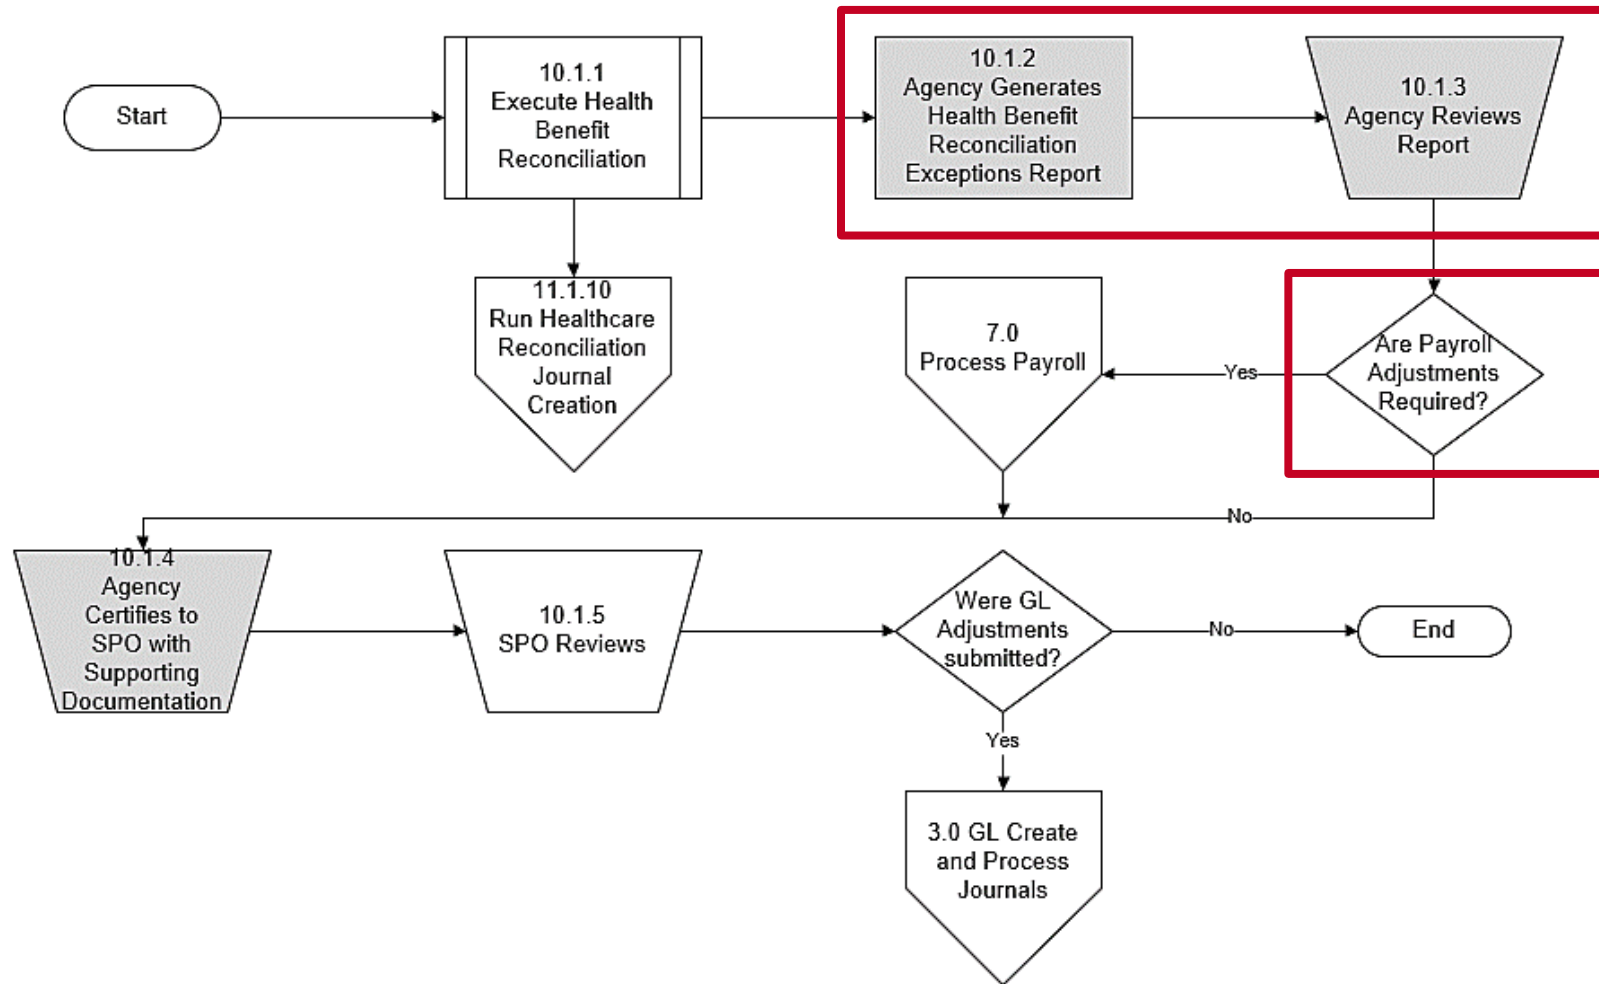 Start
10.1.1
Execute Health
Benefit
Reconciliation
10.1.2
Agency Generates
Health Benefit
Reconciliation
Exceptions Report
10.1.3
Agency Reviews
Report
11.1.10
Run Healthcare
Reconciliation
Journal
Creation
7.0
Process Payroll
Yes
Are Payroll
Adjustments
Required?
No
10.1.4
Agency
Certifies to
SPO with
Supporting
Documentation
10.1.5
SPO Reviews
Were GL
Adjustments
submitted?
No
End
Yes
3.0 GL Create
and Process
Journals